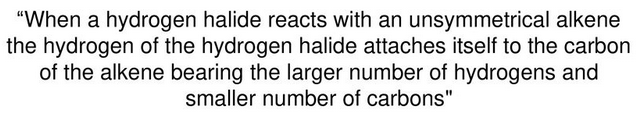 “When a hydrogen halide reacts with an unsymmetrical alkene
the hydrogen of the hydrogen halide attaches itself to the carbon
of the alkene bearing the larger number of hydrogens and
smaller number of carbons"